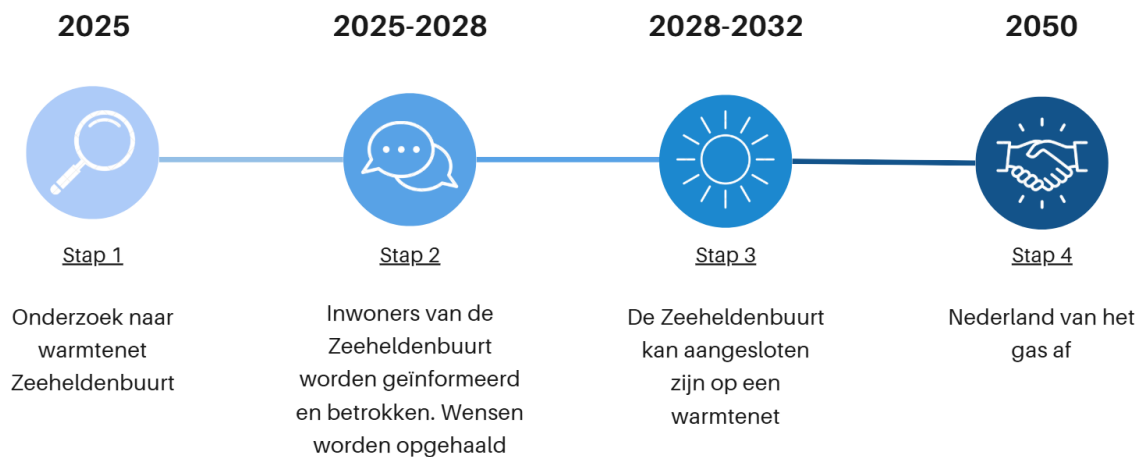 2025
Stap 1
Onderzoek naar
warmtenet
Zeeheldenbuurt
2025-2028
Stap 2
Inwoners van de
Zeeheldenbuurt
worden geïnformeerd
en betrokken. Wensen
worden opgehaald
2028-2032
Stap 3
De Zeeheldenbuurt
kan aangesloten
zijn op een
warmtenet
2050
Stap 4
Nederland van het
gas af